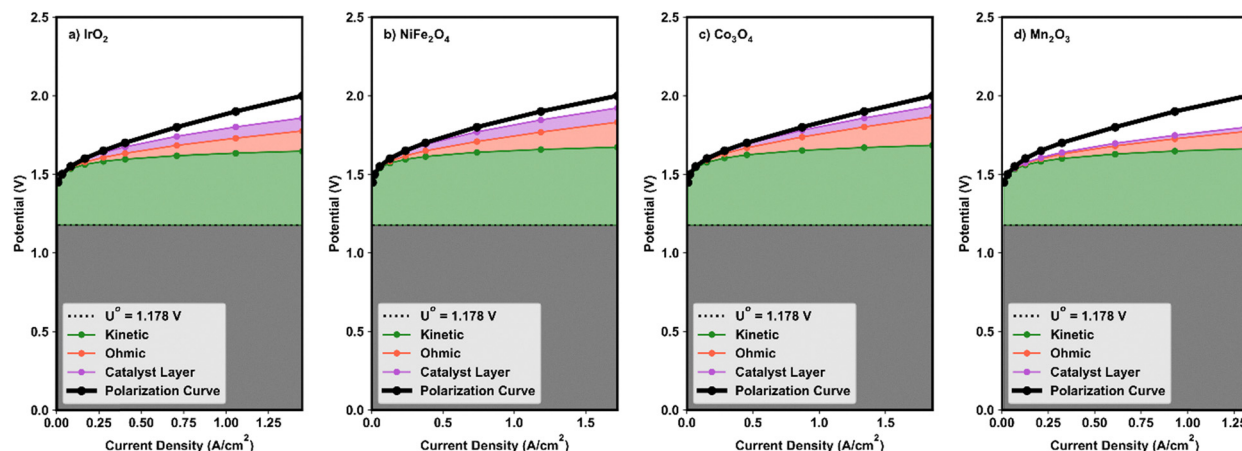 a) IrO₂
Potential (V)
2.5
2.0
1.5
1.0
0.5
0.0
U° = 1.178 V
Kinetic
Ohmic
Catalyst Layer
Polarization Curve
0.00 0.25 0.50 0.75 1.00 1.25
Current Density (A/cm²)
b) NiFe₂O₄
Potential (V)
2.5
2.0
1.5
1.0
0.5
0.0
U° = 1.178 V
Kinetic
Ohmic
Catalyst Layer
Polarization Curve
0.0 0.5 1.0 1.5
Current Density (A/cm²)
c) Co₃O₄
Potential (V)
2.5
2.0
1.5
1.0
0.5
0.0
U° = 1.178 V
Kinetic
Ohmic
Catalyst Layer
Polarization Curve
0.0 0.5 1.0 1.5
Current Density (A/cm²)
d) Mn₂O₃
Potential (V)
2.5
2.0
1.5
1.0
0.5
0.0
U° = 1.178 V
Kinetic
Ohmic
Catalyst Layer
Polarization Curve
0.00 0.25 0.50 0.75 1.00 1.25
Current Density (A/cm²)